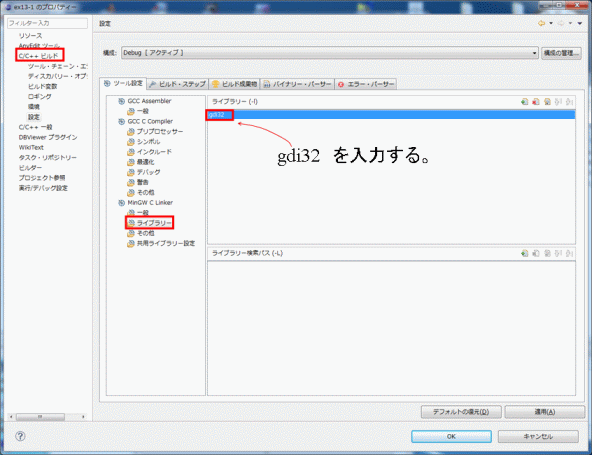 ex13-1 のプロパティー
フィルター入力
設定
リソース
AnyEdit ツール
C/C++ ビルド
ツール・チェーン・エ
ディスカバリー・オプ
ビルド変数
ロギング
環境
設定
C/C++ 一般
DBViewer プラグイン
WikiText
タスク・リポジトリー
ビルダー
プロジェクト参照
実行/デバッグ設定
構成: Debug [ アクティブ ] 構成の管理...
ツール設定 ビルド・ステップ ビルド成果物 バイナリー・パーサー エラー・パーサー
GCC Assembler
一般
GCC C Compiler
プリプロセッサー
シンボル
インクルード
最適化
デバッグ
警告
その他
MinGW C Linker
一般
ライブラリー
その他
共用ライブラリー設定
ライブラリー (-l)
gdi32
gdi32 を入力する。
ライブラリー検索パス (-L)
デフォルトの復元(D) 適用(A)
OK キャンセル